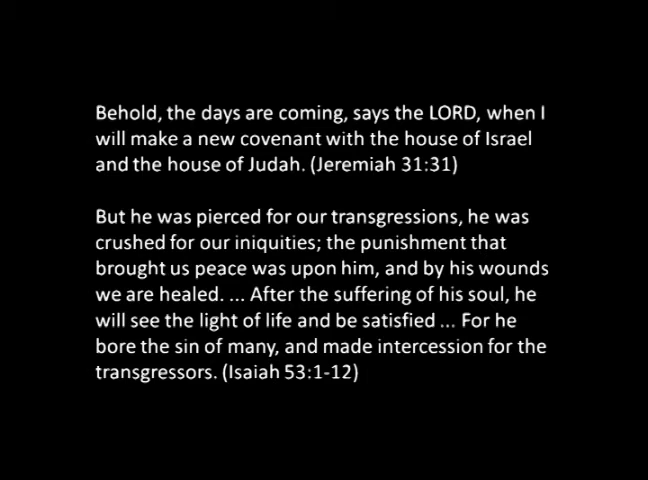 Behold, the days are coming, says the LORD, when I
will make a new covenant with the house of Israel
and the house of Judah. (Jeremiah 31:31)
But he was pierced for our transgressions, he was
crushed for our iniquities; the punishment that
brought us peace was upon him, and by his wounds
we are healed. ... After the suffering of his soul, he
will see the light of life and be satisfied ... For he
bore the sin of many, and made intercession for the
transgressors. (Isaiah 53:1-12)